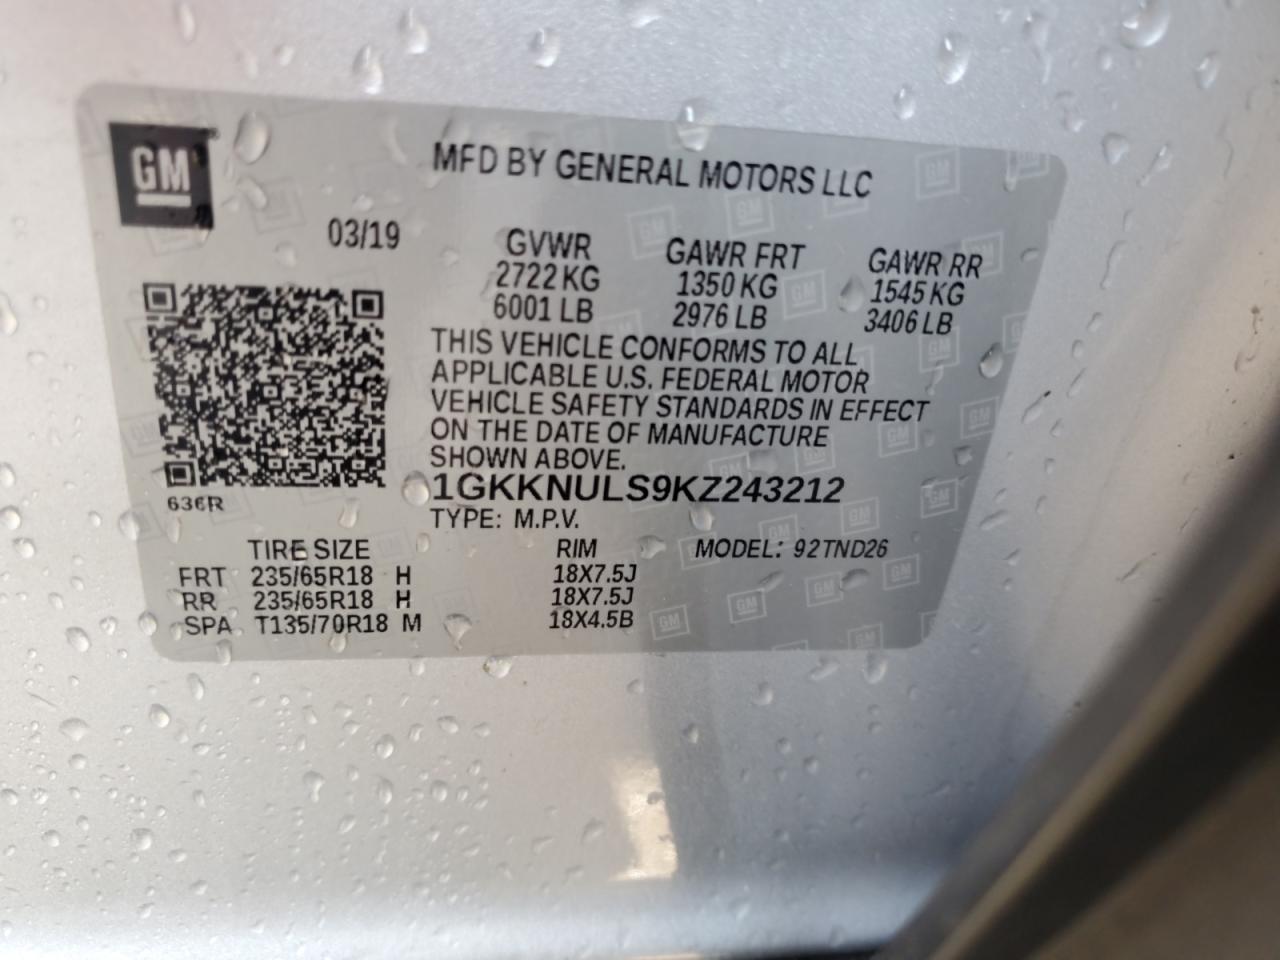 GM
MFD BY GENERAL MOTORS LLC
03/19
GVWR GAWR FRT GAWR RR
2722 KG 1350 KG 1545 KG
6001 LB 2976 LB 3406 LB
THIS VEHICLE CONFORMS TO ALL
APPLICABLE U.S. FEDERAL MOTOR
VEHICLE SAFETY STANDARDS IN EFFECT
ON THE DATE OF MANUFACTURE
SHOWN ABOVE.
636R
1GKKNULS9KZ243212
TYPE: M.P.V.
TIRE SIZE RIM MODEL: 92TND26
FRT 235/65R18 H 18X7.5J
RR 235/65R18 H 18X7.5J
SPA T135/70R18 M 18X4.5B